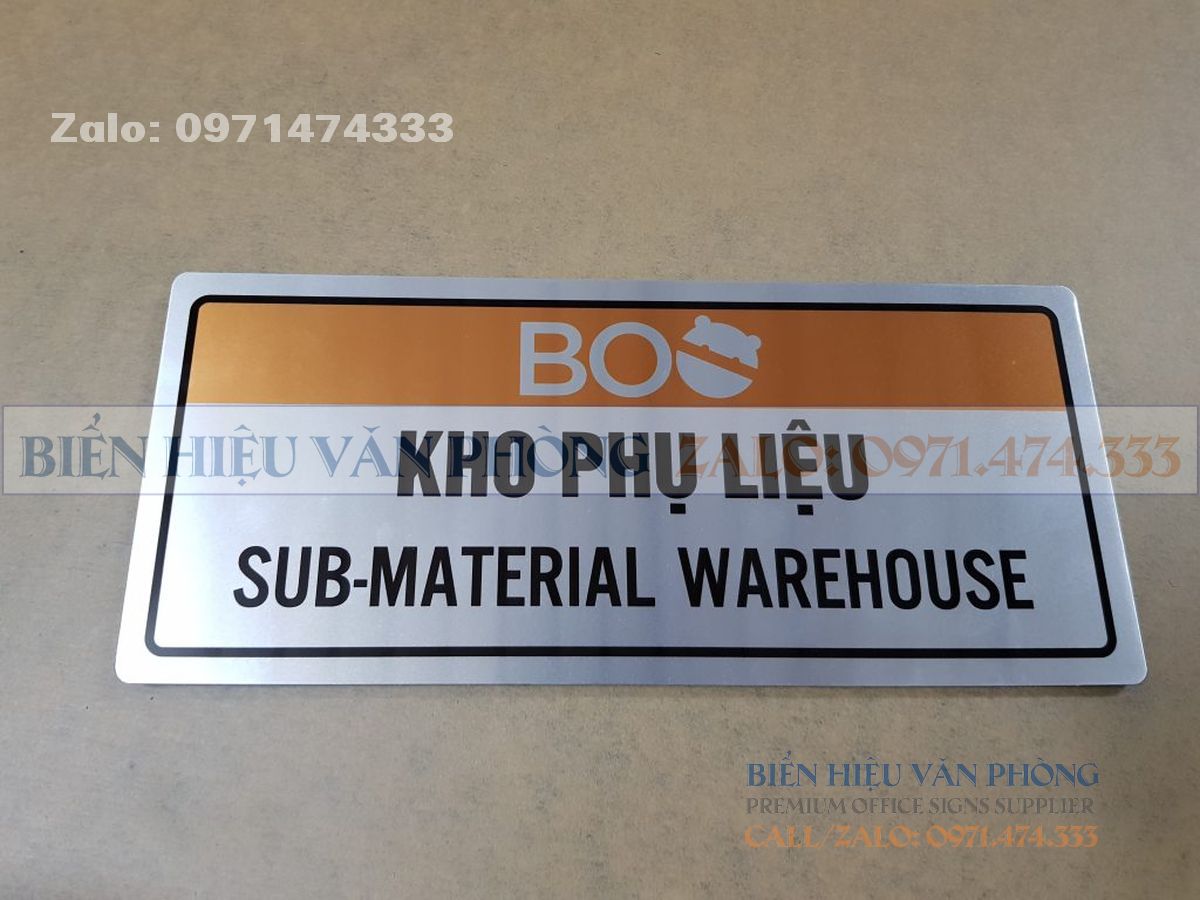 Zalo: 0971474333
BOO
BIỂN HIỆU VĂN PHÒNG ZALO: 0971.474.333
KHO PHỤ LIỆU
SUB-MATERIAL WAREHOUSE
BIỂN HIỆU VĂN PHÒNG
PREMIUM OFFICE SIGNS SUPPLIER
CALL/ZALO: 0971.474.333